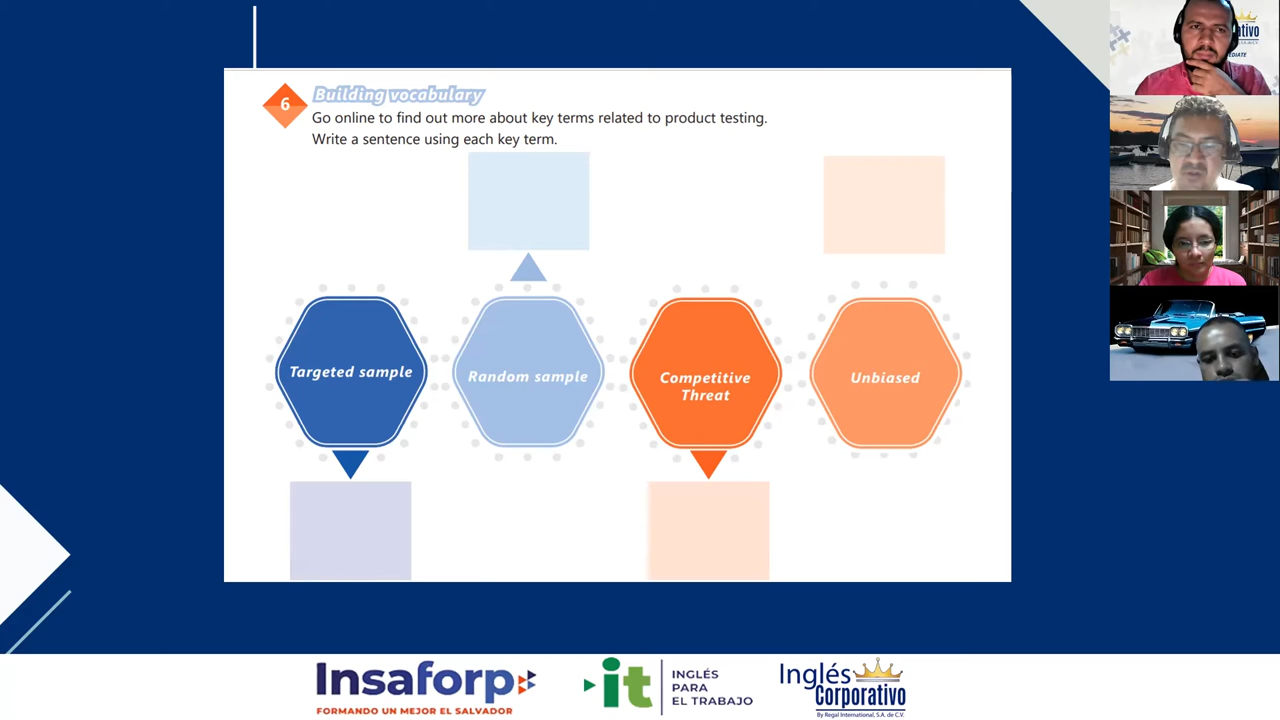 6
Building vocabulary
Go online to find out more about key terms related to product testing.
Write a sentence using each key term.
Targeted sample
Random sample
Competitive
Threat
Unbiased
Insaforp
FORMANDO UN MEJOR EL SALVADOR
it
INGLÉS
PARA
EL TRABAJO
Inglés
Corporativo
By Regal International, S.A. de C.V.